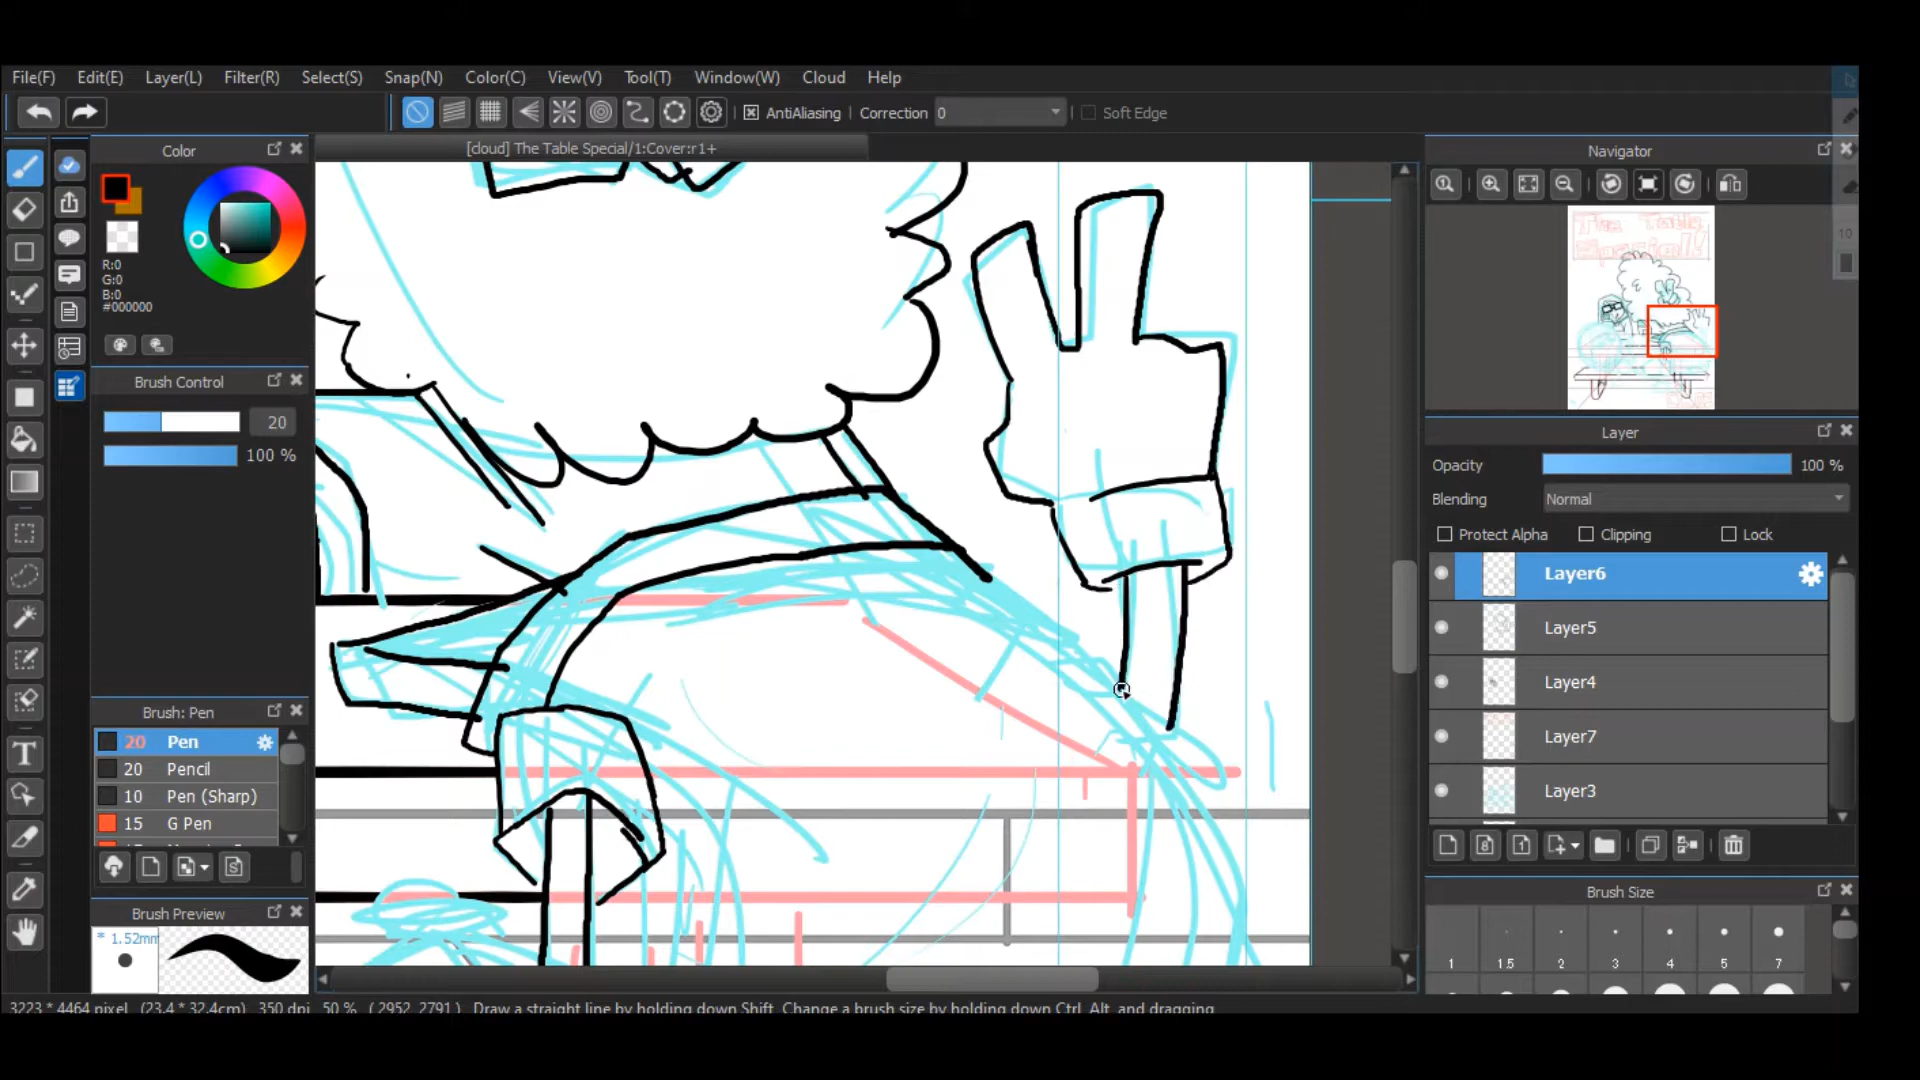 File(F) Edit(E) Layer(L) Filter(R) Select(S) Snap(N) Color(C) View(V) Tool(T) Window(W) Cloud Help
AntiAliasing Correction 0 Soft Edge
Color
[cloud] The Table Special/1:Cover:r1+
Navigator
R:0
G:0
B:0
#000000
The Table
Special!
10
Brush Control
20
100 %
Layer
Opacity 100 %
Blending Normal
Protect Alpha Clipping Lock
Layer6
Layer5
Layer4
Layer7
Layer3
Brush: Pen
20 Pen
20 Pencil
10 Pen (Sharp)
15 G Pen
Brush Preview
* 1.52mm
Brush Size
1 1.5 2 3 4 5 7
3223 * 4464 pixel (23.4 * 32.4cm) 350 dpi 50 % ( 2952, 2791 ) Draw a straight line by holding down Shift, Change a brush size by holding down Ctrl, Alt, and dragging